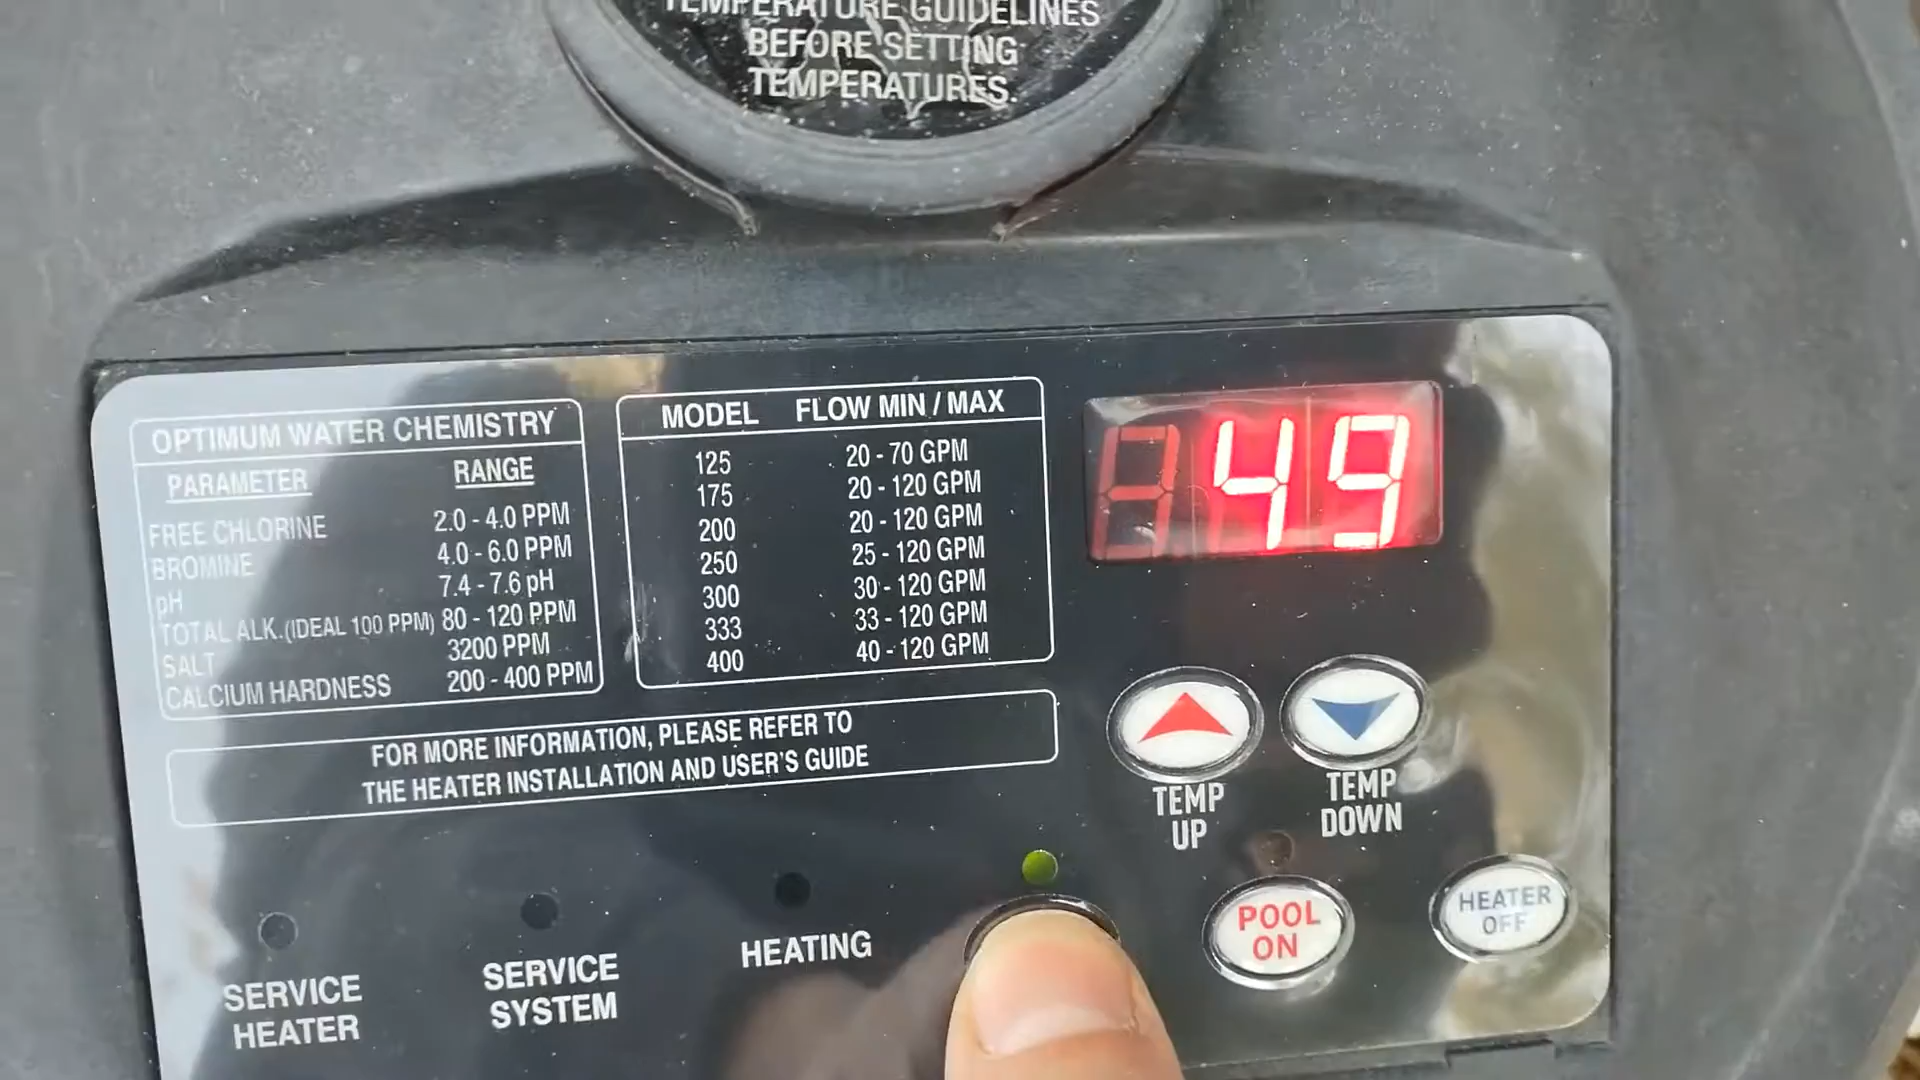 TEMPERATURE GUIDELINES
BEFORE SETTING
TEMPERATURES.
OPTIMUM WATER CHEMISTRY
PARAMETER RANGE
FREE CHLORINE 2.0 - 4.0 PPM
BROMINE 4.0 - 6.0 PPM
pH 7.4 - 7.6 pH
TOTAL ALK.(IDEAL 100 PPM) 80 - 120 PPM
SALT 3200 PPM
CALCIUM HARDNESS 200 - 400 PPM
MODEL FLOW MIN / MAX
125 20 - 70 GPM
175 20 - 120 GPM
200 20 - 120 GPM
250 25 - 120 GPM
300 30 - 120 GPM
333 33 - 120 GPM
400 40 - 120 GPM
49
FOR MORE INFORMATION, PLEASE REFER TO
THE HEATER INSTALLATION AND USER'S GUIDE
TEMP
UP
TEMP
DOWN
SERVICE
HEATER
SERVICE
SYSTEM
HEATING
POOL
ON
HEATER
OFF